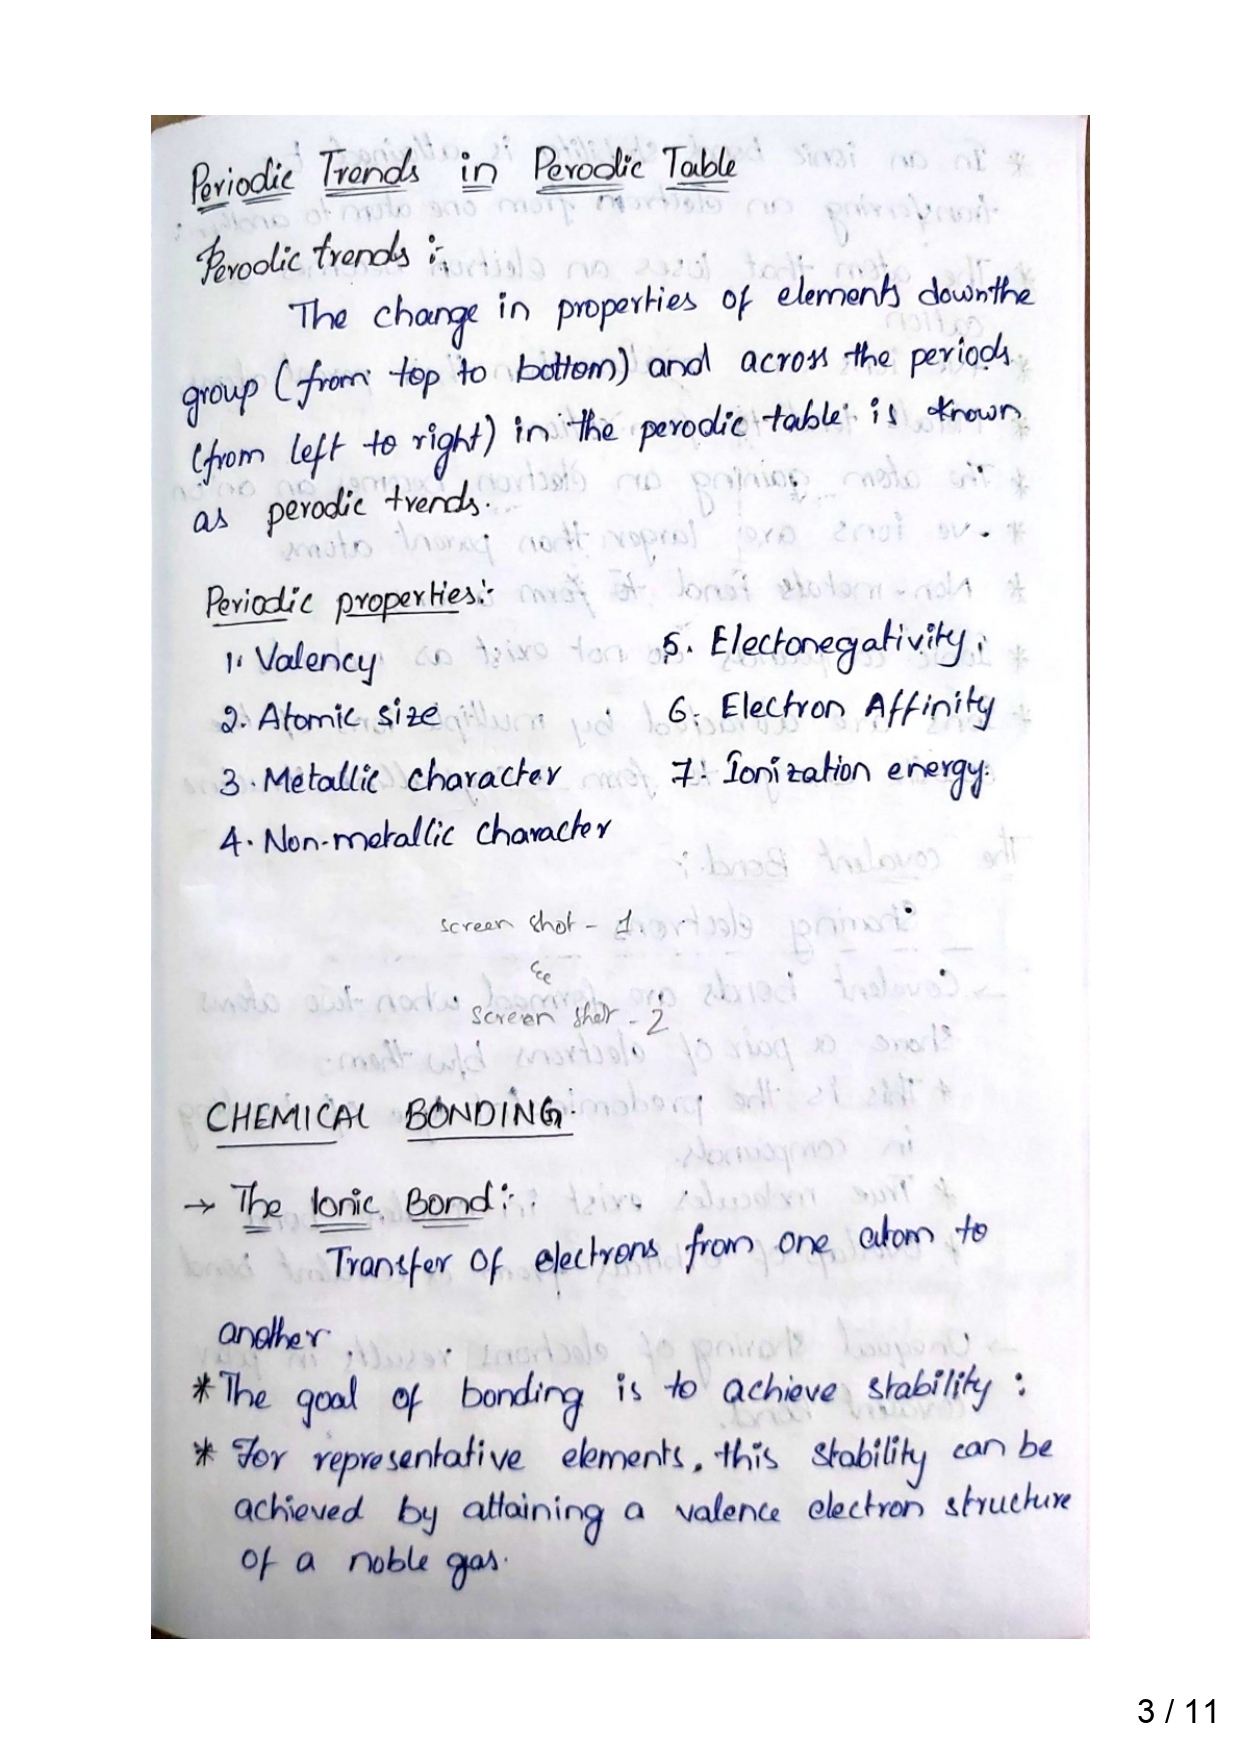 Periodic Trends in Perodic Table
Perodic trends :-
The change in properties of elements down the
group (from top to bottom) and across the periods
(from left to right) in the perodic table is known
as perodic trends.
Periodic properties:-
1. Valency
2. Atomic size
3. Metallic character
4. Non-metallic character
5. Electonegativity
6. Electron Affinity
7. Ionization energy.
screen shot - 1
&
screen shot - 2
CHEMICAL BONDING.
→ The Ionic Bond :-
Transfer of electrons from one atom to
another.
* The goal of bonding is to achieve stability :
* For representative elements, this stability can be
achieved by attaining a valence electron structure
of a noble gas.
3 / 11